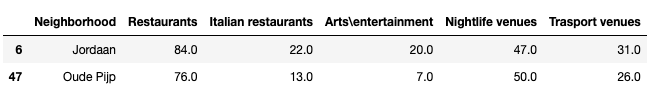 Neighborhood Restaurants Italian restaurants Arts\entertainment Nightlife venues Trasport venues
6 Jordaan 84.0 22.0 20.0 47.0 31.0
47 Oude Pijp 76.0 13.0 7.0 50.0 26.0